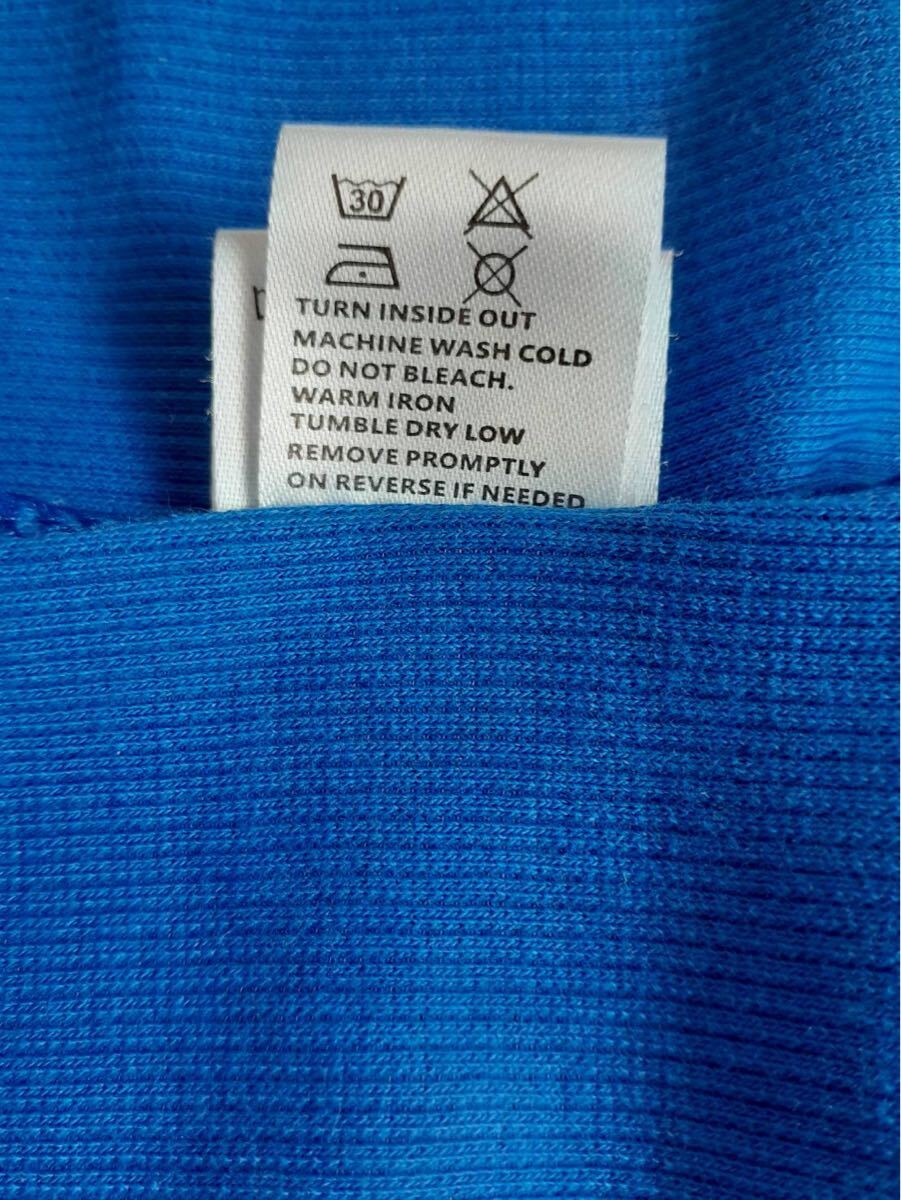 30
TURN INSIDE OUT
MACHINE WASH COLD
DO NOT BLEACH.
WARM IRON
TUMBLE DRY LOW
REMOVE PROMPTLY
ON REVERSE IF NEEDED